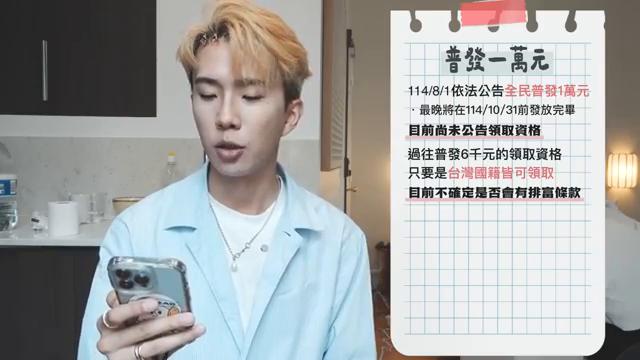 普發一萬元
114/8/1依法公告全民普發1萬元
·最晚將在114/10/31前發放完畢
目前尚未公告領取資格
過往普發6千元的領取資格
只要是台灣國籍皆可領取
目前不確定是否會有排富條款